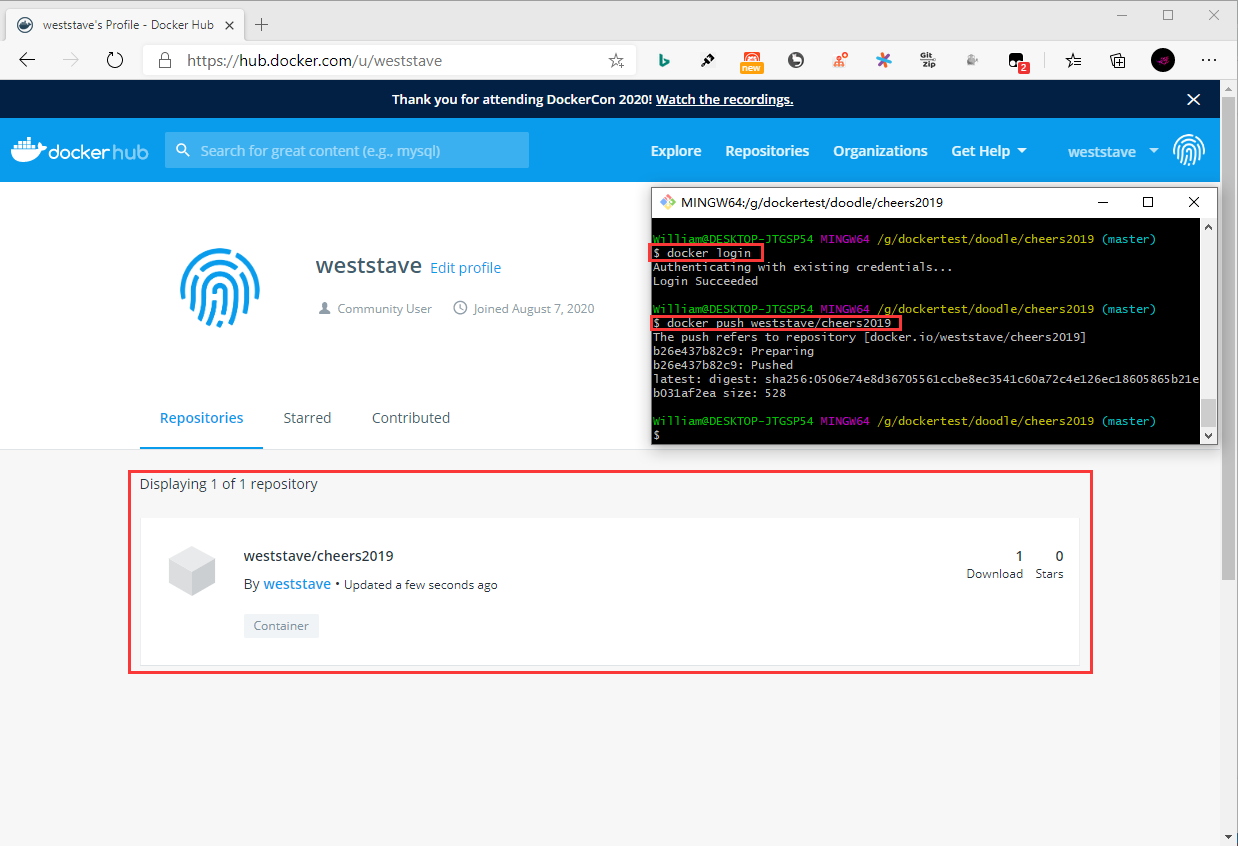 weststave's Profile - Docker Hub
https://hub.docker.com/u/weststave
new
Git
Zip
2
Thank you for attending DockerCon 2020! Watch the recordings.
docker hub
Search for great content (e.g., mysql)
Explore
Repositories
Organizations
Get Help
weststave
weststave
Edit profile
Community User
Joined August 7, 2020
MINGW64:/g/dockertest/doodle/cheers2019
William@DESKTOP-JTGSP54 MINGW64 /g/dockertest/doodle/cheers2019 (master)
$ docker login
Authenticating with existing credentials...
Login Succeeded
William@DESKTOP-JTGSP54 MINGW64 /g/dockertest/doodle/cheers2019 (master)
$ docker push weststave/cheers2019
The push refers to repository [docker.io/weststave/cheers2019]
b26e437b82c9: Preparing
b26e437b82c9: Pushed
latest: digest: sha256:0506e74e8d36705561ccbe8ec3541c60a72c4e126ec18605865b21e
b031af2ea size: 528
William@DESKTOP-JTGSP54 MINGW64 /g/dockertest/doodle/cheers2019 (master)
$
Repositories
Starred
Contributed
Displaying 1 of 1 repository
weststave/cheers2019
By weststave • Updated a few seconds ago
Container
1
Download
0
Stars